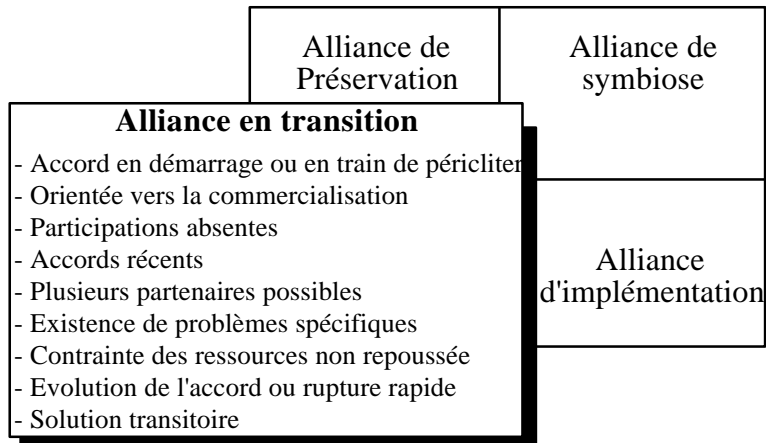 Alliance de
Préservation
Alliance de
symbiose
Alliance en transition
- Accord en démarrage ou en train de péricliter
- Orientée vers la commercialisation
- Participations absentes
- Accords récents
- Plusieurs partenaires possibles
- Existence de problèmes spécifiques
- Contrainte des ressources non repoussée
- Evolution de l'accord ou rupture rapide
- Solution transitoire
Alliance
d'implémentation